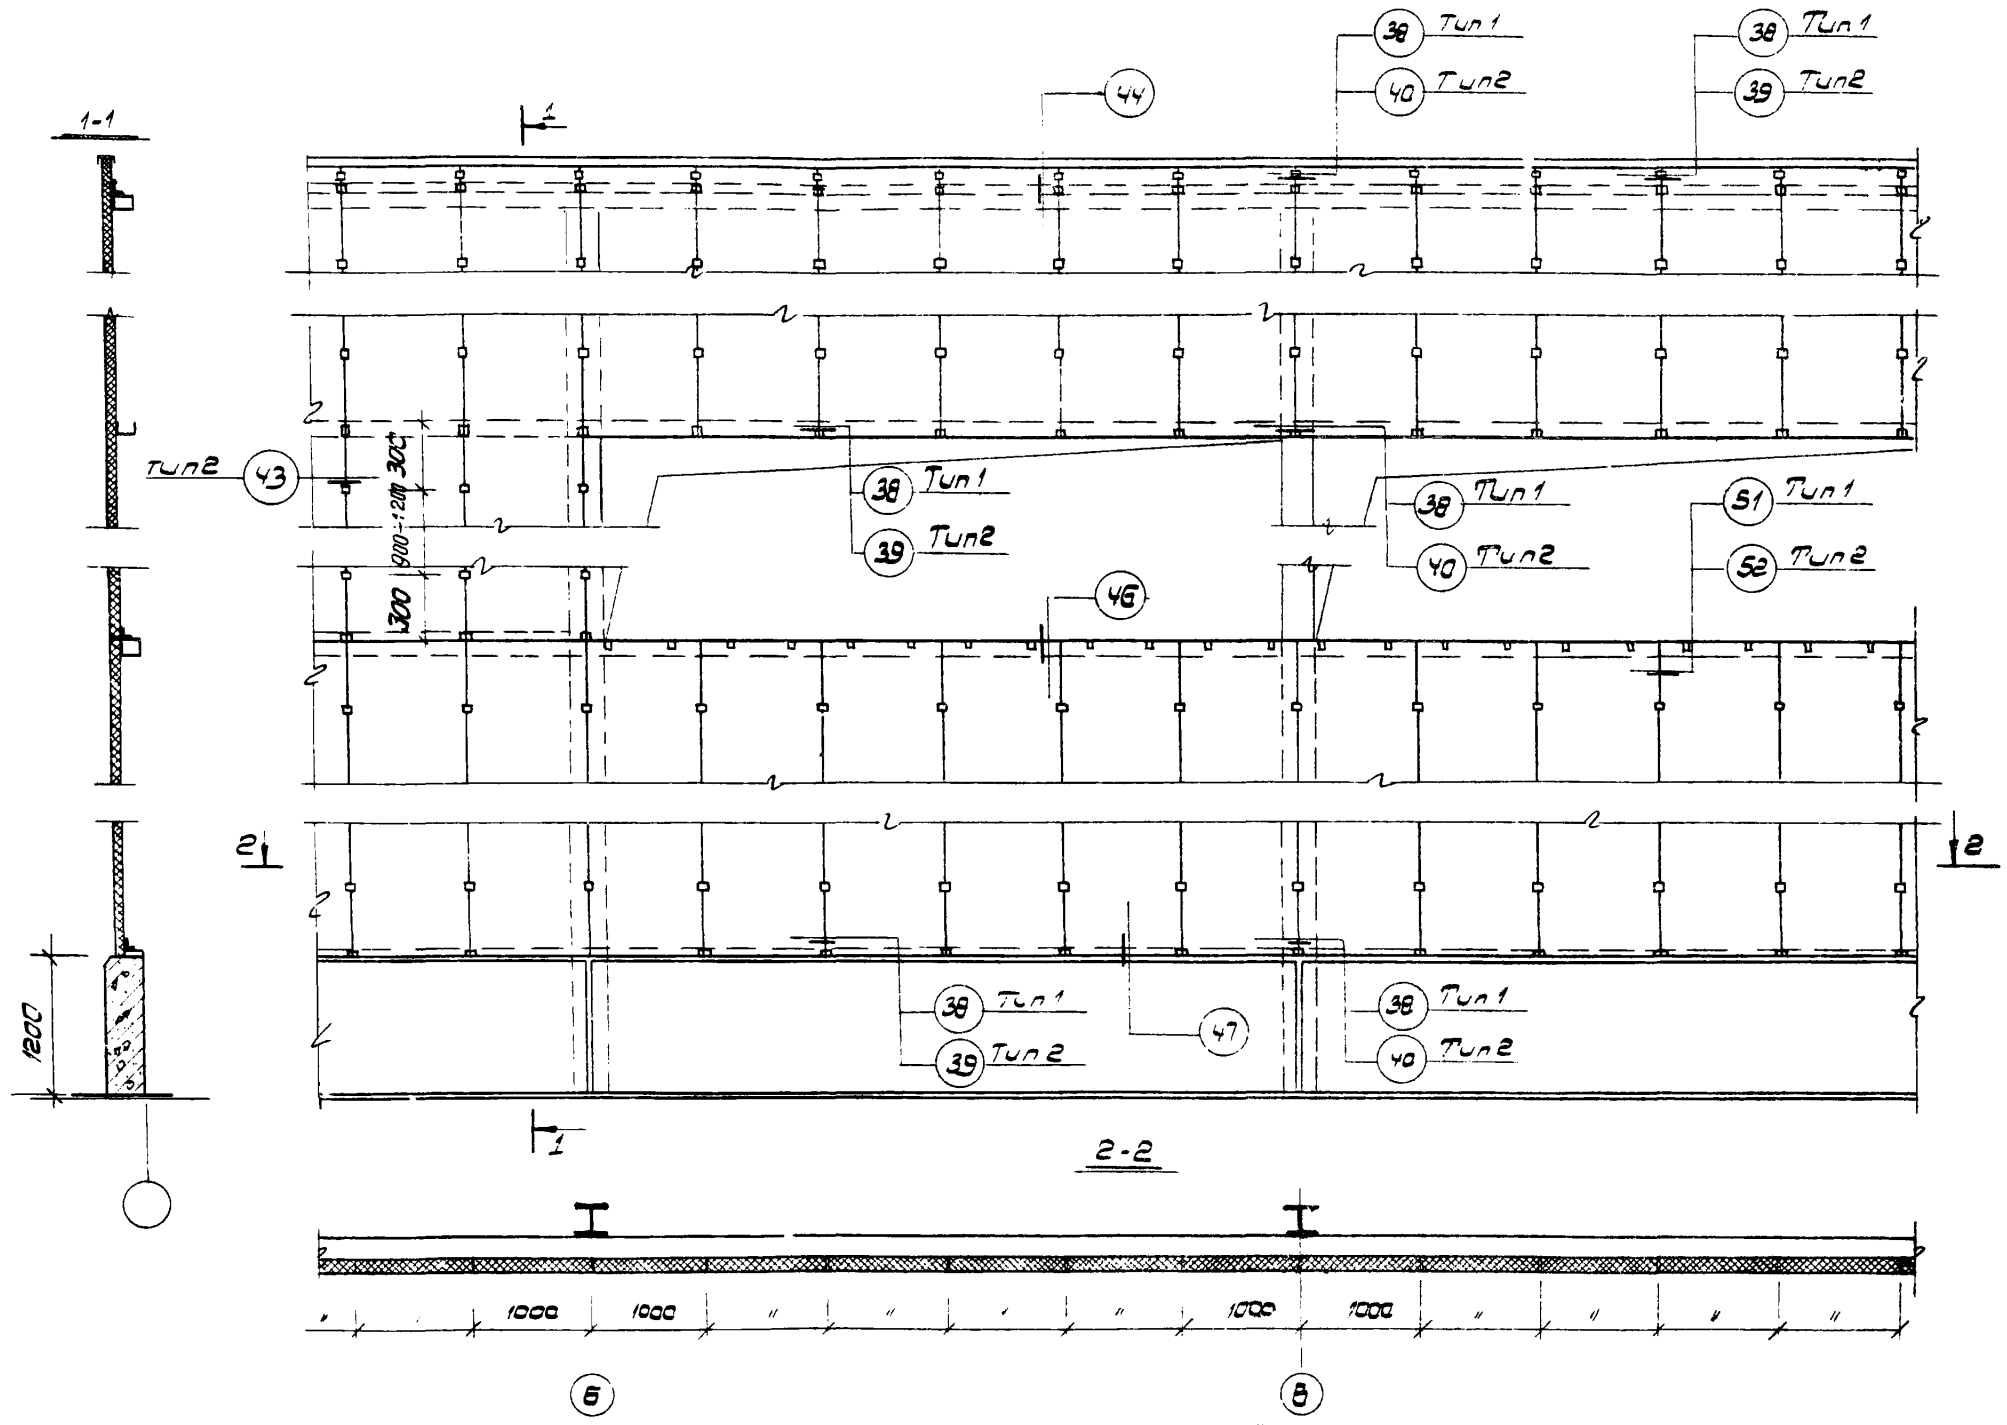 38 Тип 1
38 Тип 1
40 Тип 2
39 Тип 2
44
1-1
1
300
Тип 2 43
38 Тип 1
38 Тип 1
51 Тип 1
900-1200
39 Тип 2
40 Тип 2
52 Тип 2
300
46
2
2
1200
38 Тип 1
38 Тип 1
47
39 Тип 2
40 Тип 2
1
2-2
" 1000 1000 " " " " 1000 1000 " " " "
Б
В